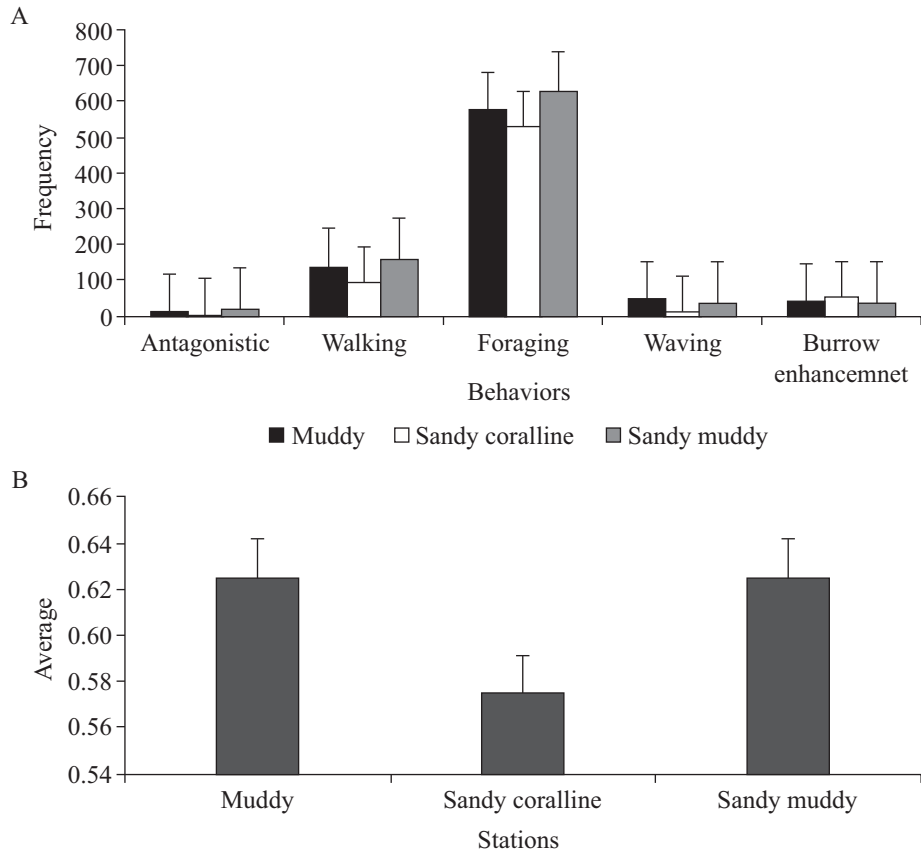 A
800
700
600
500
400
300
200
100
0
Frequency
Antagonistic Walking Foraging Waving Burrow
enhancemnet
Behaviors
Muddy Sandy coralline Sandy muddy
B
0.66
0.64
0.62
0.60
0.58
0.56
0.54
Average
Muddy Sandy coralline Sandy muddy
Stations